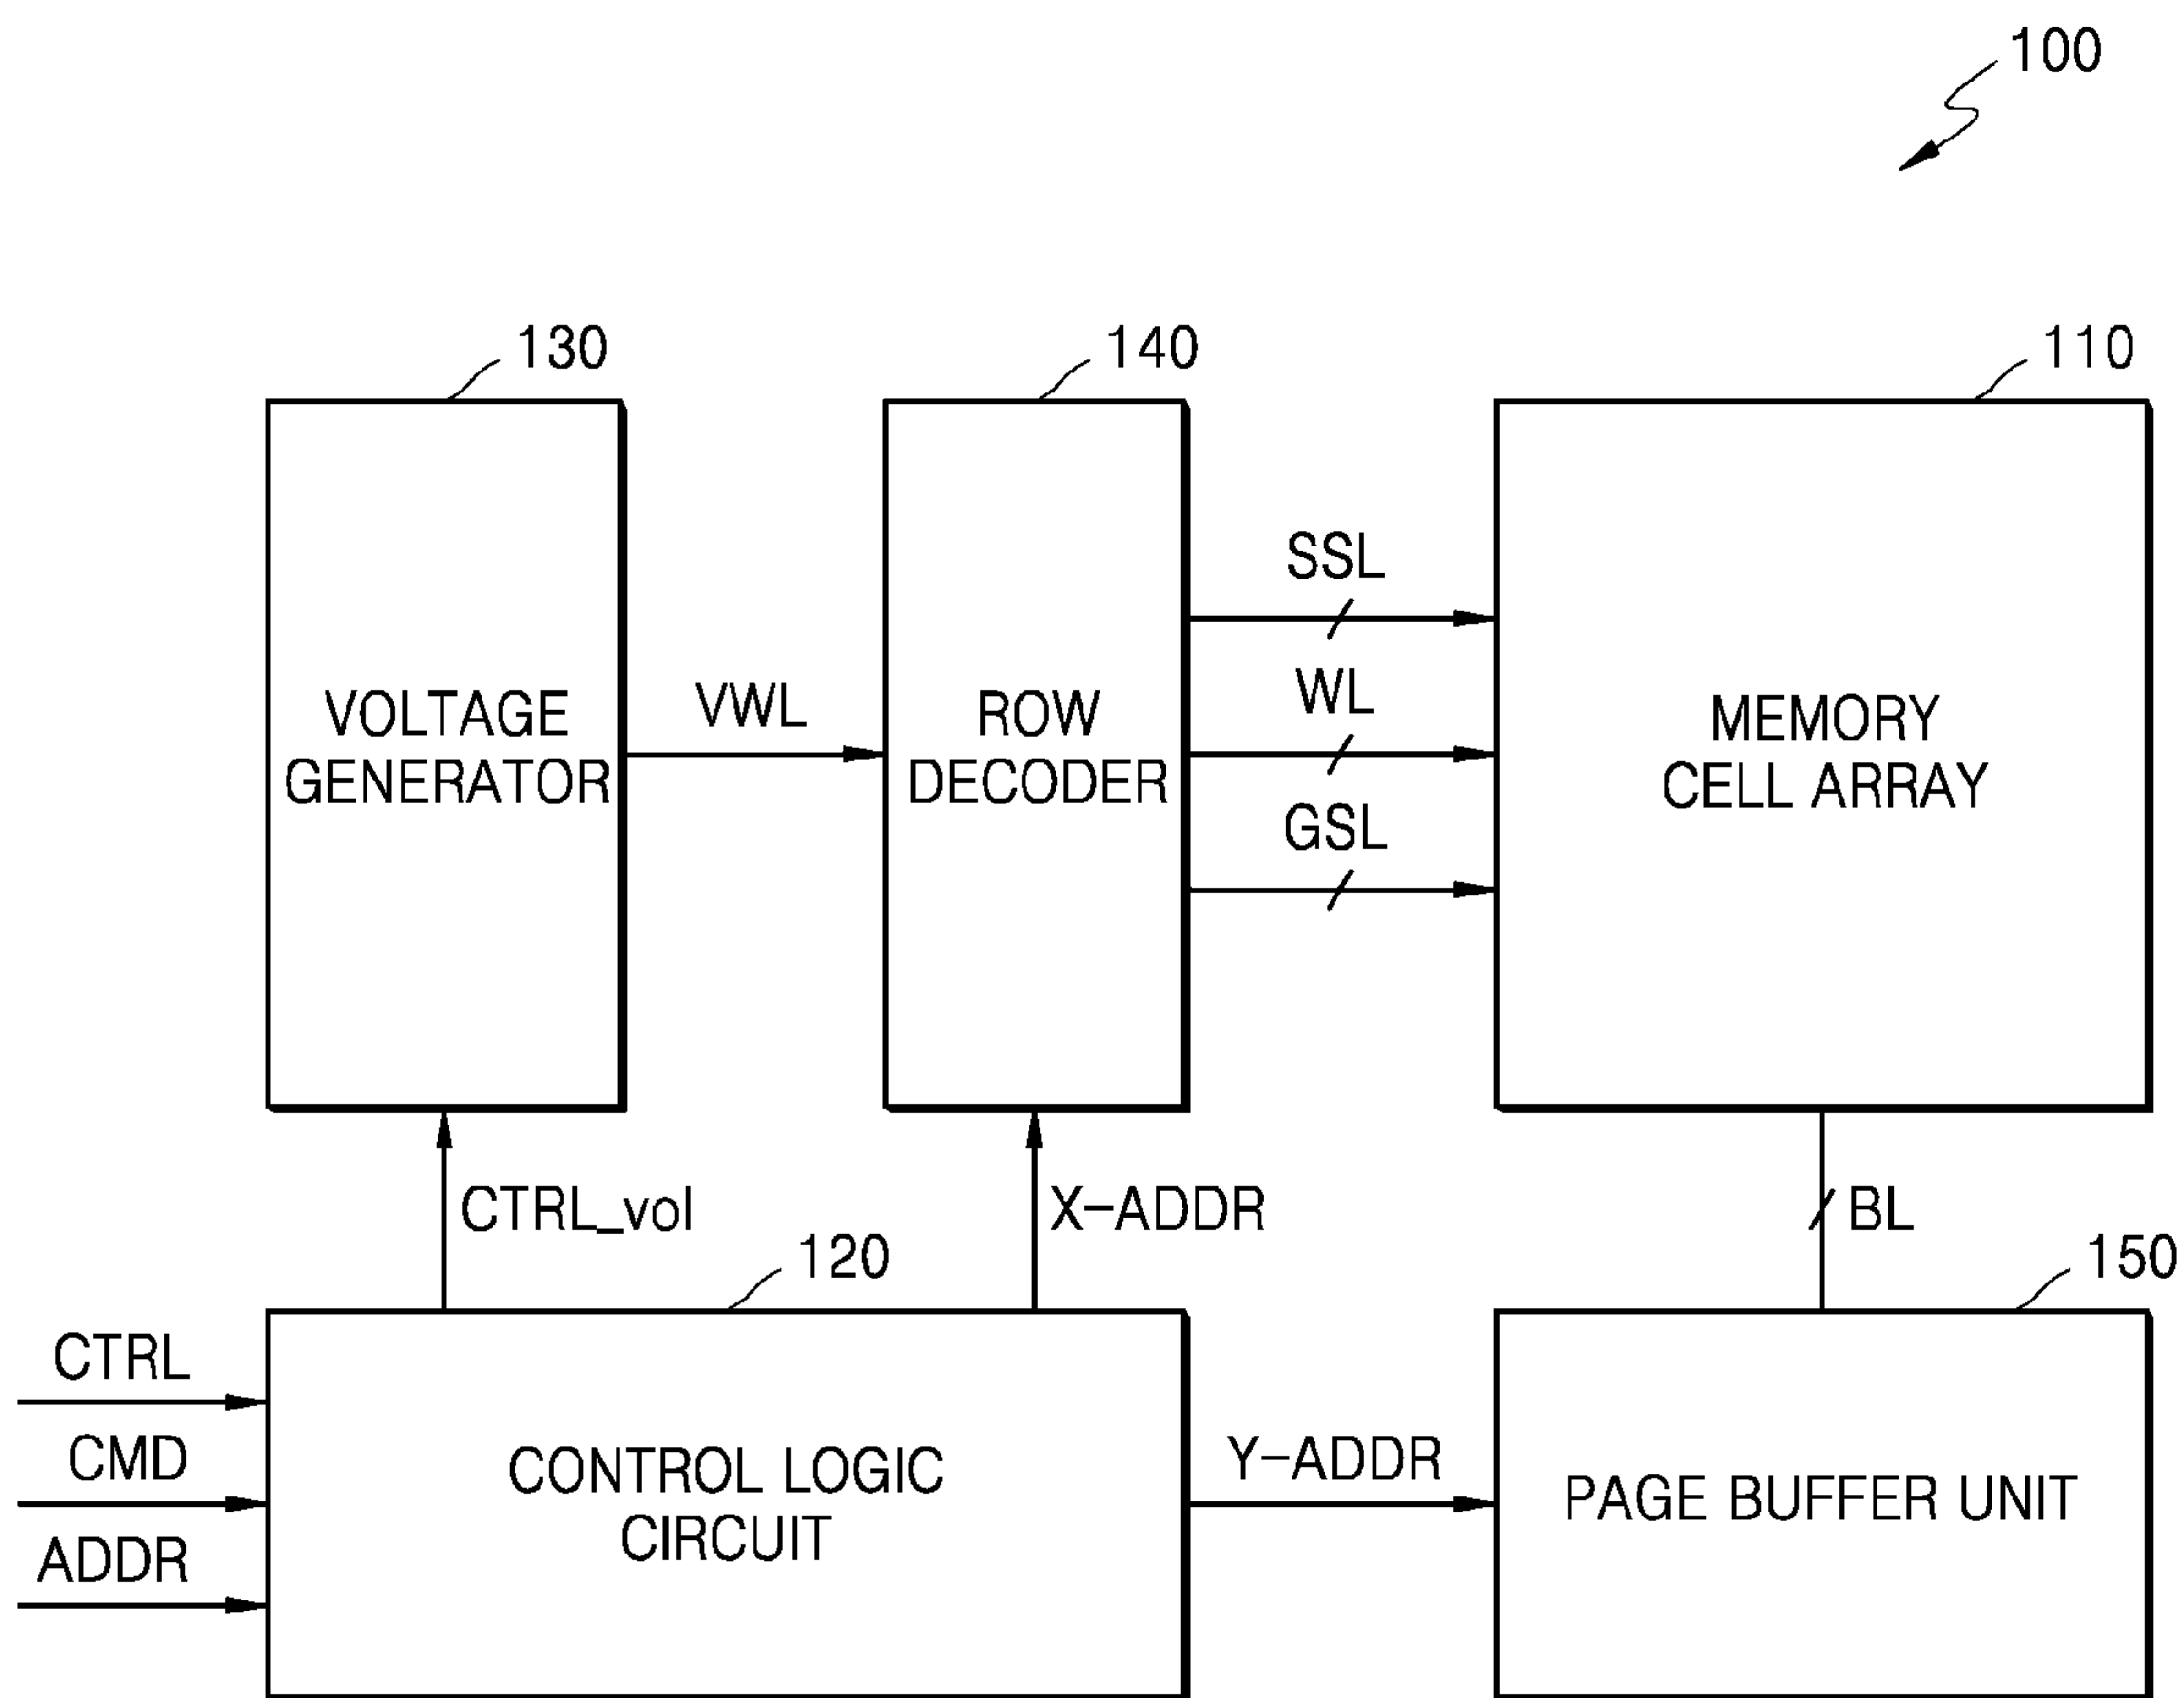 100
130
140
110
VOLTAGE
GENERATOR
VWL
ROW
DECODER
SSL
WL
GSL
MEMORY
CELL ARRAY
CTRL_vol
X-ADDR
BL
120
150
CTRL
CMD
ADDR
CONTROL LOGIC
CIRCUIT
Y-ADDR
PAGE BUFFER UNIT